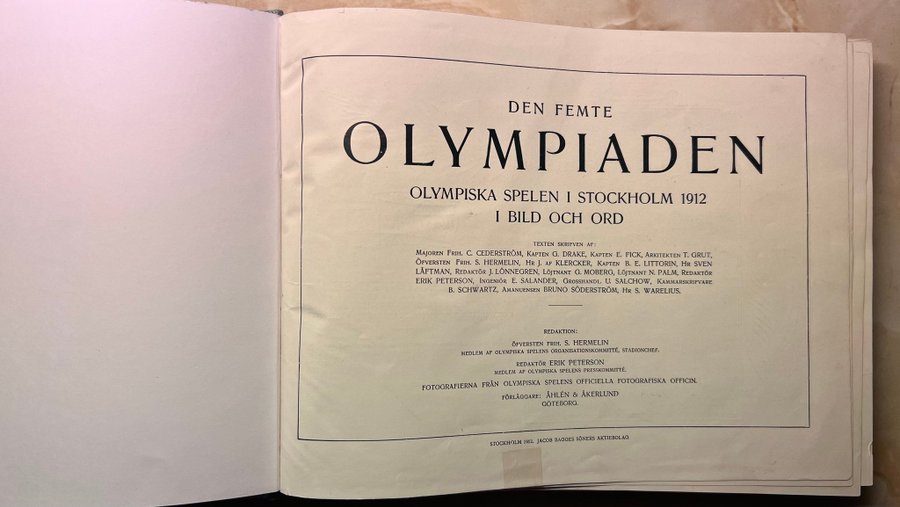 DEN FEMTE
OLYMPIADEN
OLYMPISKA SPELEN I STOCKHOLM 1912
I BILD OCH ORD
TEXTEN SKRIFVEN AF:
MAJOREN FRIH. C. CEDERSTRÖM, KAPTEN G. DRAKE, KAPTEN E. FICK, ARKITEKTEN T. GRUT,
ÖFVERSTEN FRIH. S. HERMELIN, HR J. AF KLERCKER, KAPTEN B. E. LITTORIN, HR SVEN
LÅFTMAN, REDAKTÖR J. LÖNNEGREN, LÖJTNANT G. MOBERG, LÖJTNANT N. PALM, REDAKTÖR
ERIK PETERSON, INGENIÖR E. SALANDER, GROSSHANDL. U. SALCHOW, KAMMARSKRIFVARE
B. SCHWARTZ, AMANUENSEN BRUNO SÖDERSTRÖM, HR S. WARELIUS.
REDAKTION:
ÖFVERSTEN FRIH. S. HERMELIN
MEDLEM AF OLYMPISKA SPELENS ORGANISATIONSKOMMITTÉ, STADIONCHEF.
REDAKTÖR ERIK PETERSON
MEDLEM AF OLYMPISKA SPELENS PRESSKOMMITTÉ.
FOTOGRAFIERNA FRÅN OLYMPISKA SPELENS OFFICIELLA FOTOGRAFISKA OFFICIN.
FÖRLÄGGARE: ÅHLÉN & ÅKERLUND
GÖTEBORG.
STOCKHOLM 1912. JACOB BAGGES SÖNERS AKTIEBOLAG